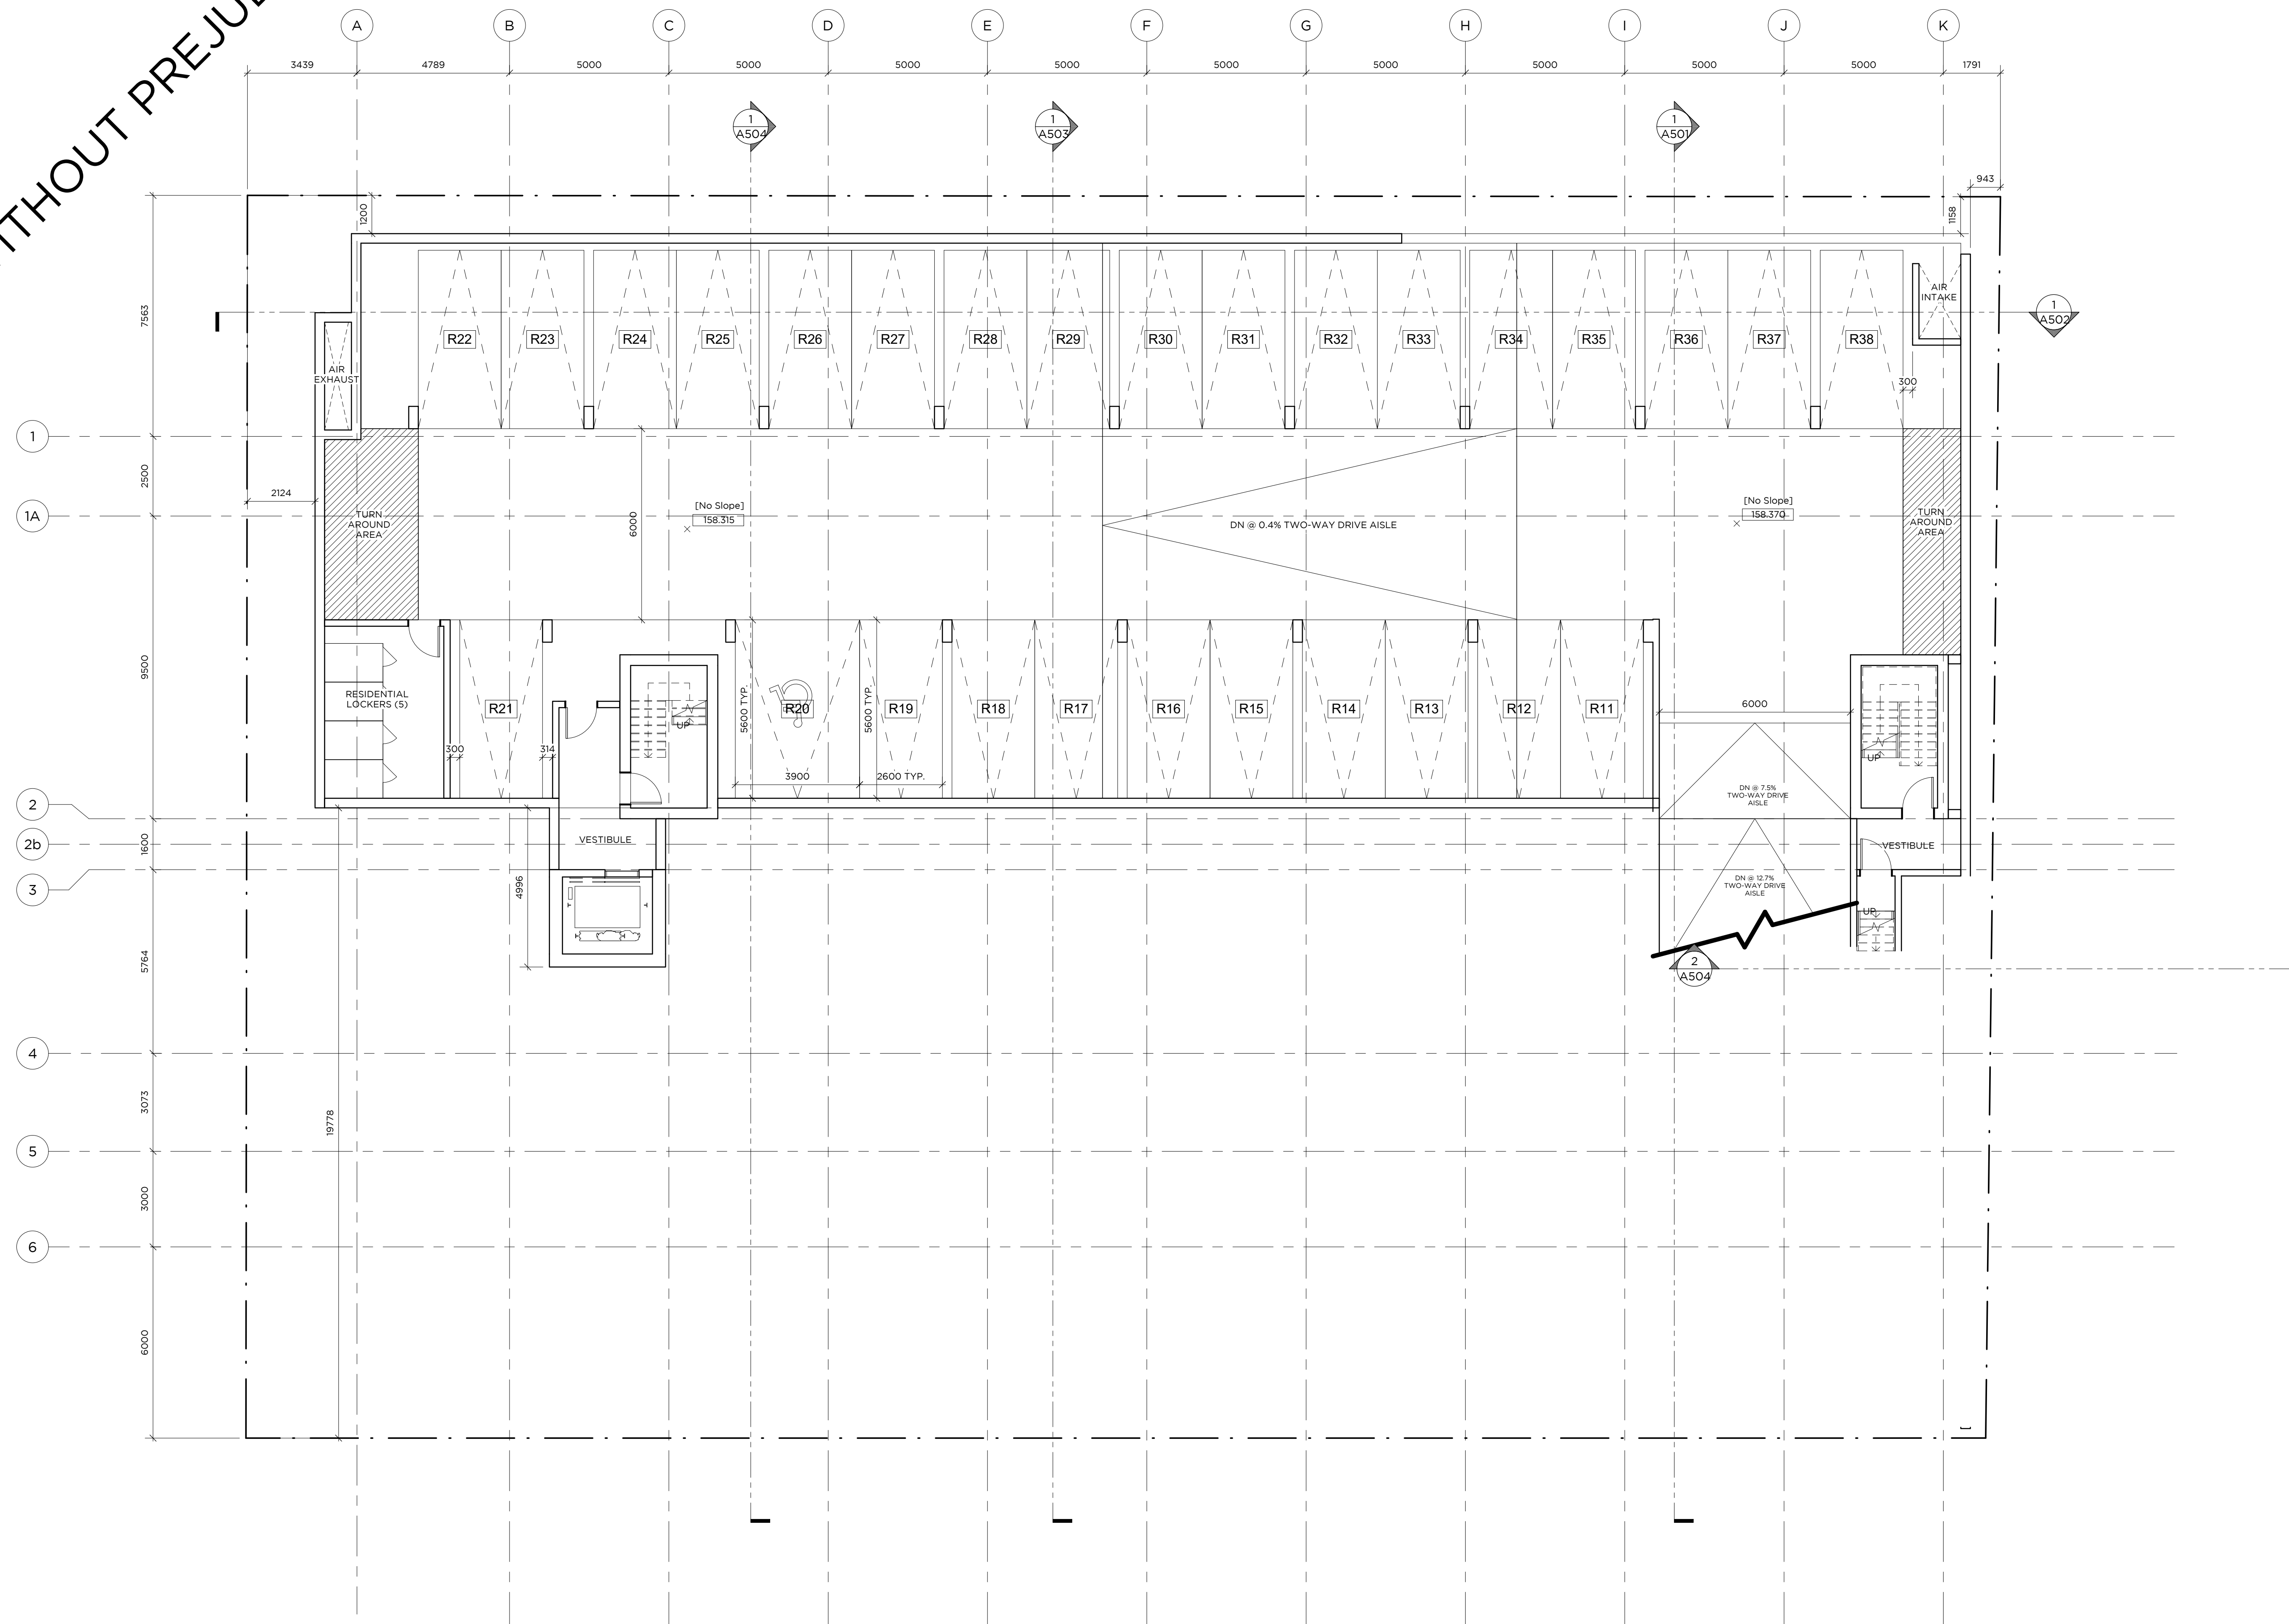 ITHOUT PREJU
A B C D E F G H I J K
3439 4789 5000 5000 5000 5000 5000 5000 5000 5000 5000 1791
1
A504
1
A503
1
A501
943
1200
1158
7563
AIR
INTAKE
1
A502
R22 R23 R24 R25 R26 R27 R28 R29 R30 R31 R32 R33 R34 R35 R36 R37 R38
AIR
EXHAUST
300
1
2500
2124
1A
TURN
AROUND
AREA
6000
[No Slope]
158.315
DN @ 0.4% TWO-WAY DRIVE AISLE
[No Slope]
158.370
TURN
AROUND
AREA
9500
RESIDENTIAL
LOCKERS (5)
R21
UP
5600 TYP.
R20
5600 TYP.
R19 R18 R17 R16 R15 R14 R13 R12 R11
6000
300
314
3900
2600 TYP.
UP
DN @ 7.5%
TWO-WAY DRIVE
AISLE
2
1600
2b
VESTIBULE
VESTIBULE
3
4996
DN @ 12.7%
TWO-WAY DRIVE
AISLE
UP
5764
2
A504
4
3073
19778
5
3000
6
6000